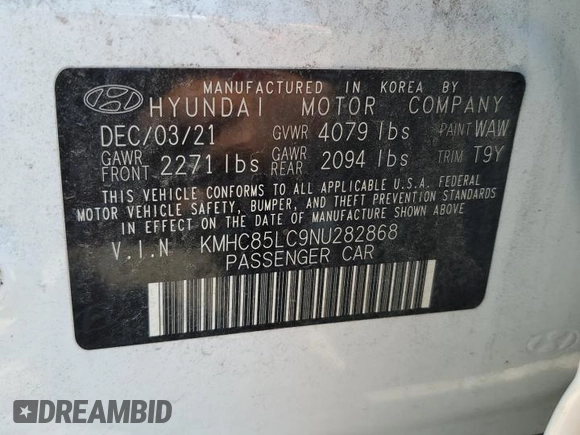 MANUFACTURED IN KOREA BY
HYUNDAI MOTOR COMPANY
DEC/03/21 GVWR 4079 lbs PAINT WAW
GAWR FRONT 2271 lbs GAWR REAR 2094 lbs TRIM T9Y
THIS VEHICLE CONFORMS TO ALL APPLICABLE U.S.A. FEDERAL
MOTOR VEHICLE SAFETY, BUMPER, AND THEFT PREVENTION STANDARDS
IN EFFECT ON THE DATE OF MANUFACTURE SHOWN ABOVE
V.I.N KMHC85LC9NU282868
PASSENGER CAR
DREAMBID